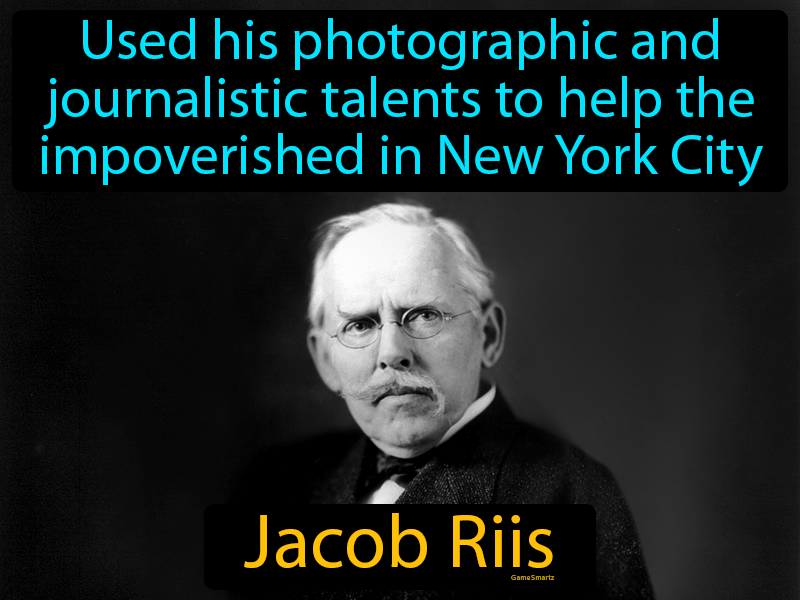 Used his photographic and
journalistic talents to help the
impoverished in New York City
Jacob Riis
GameSmartz